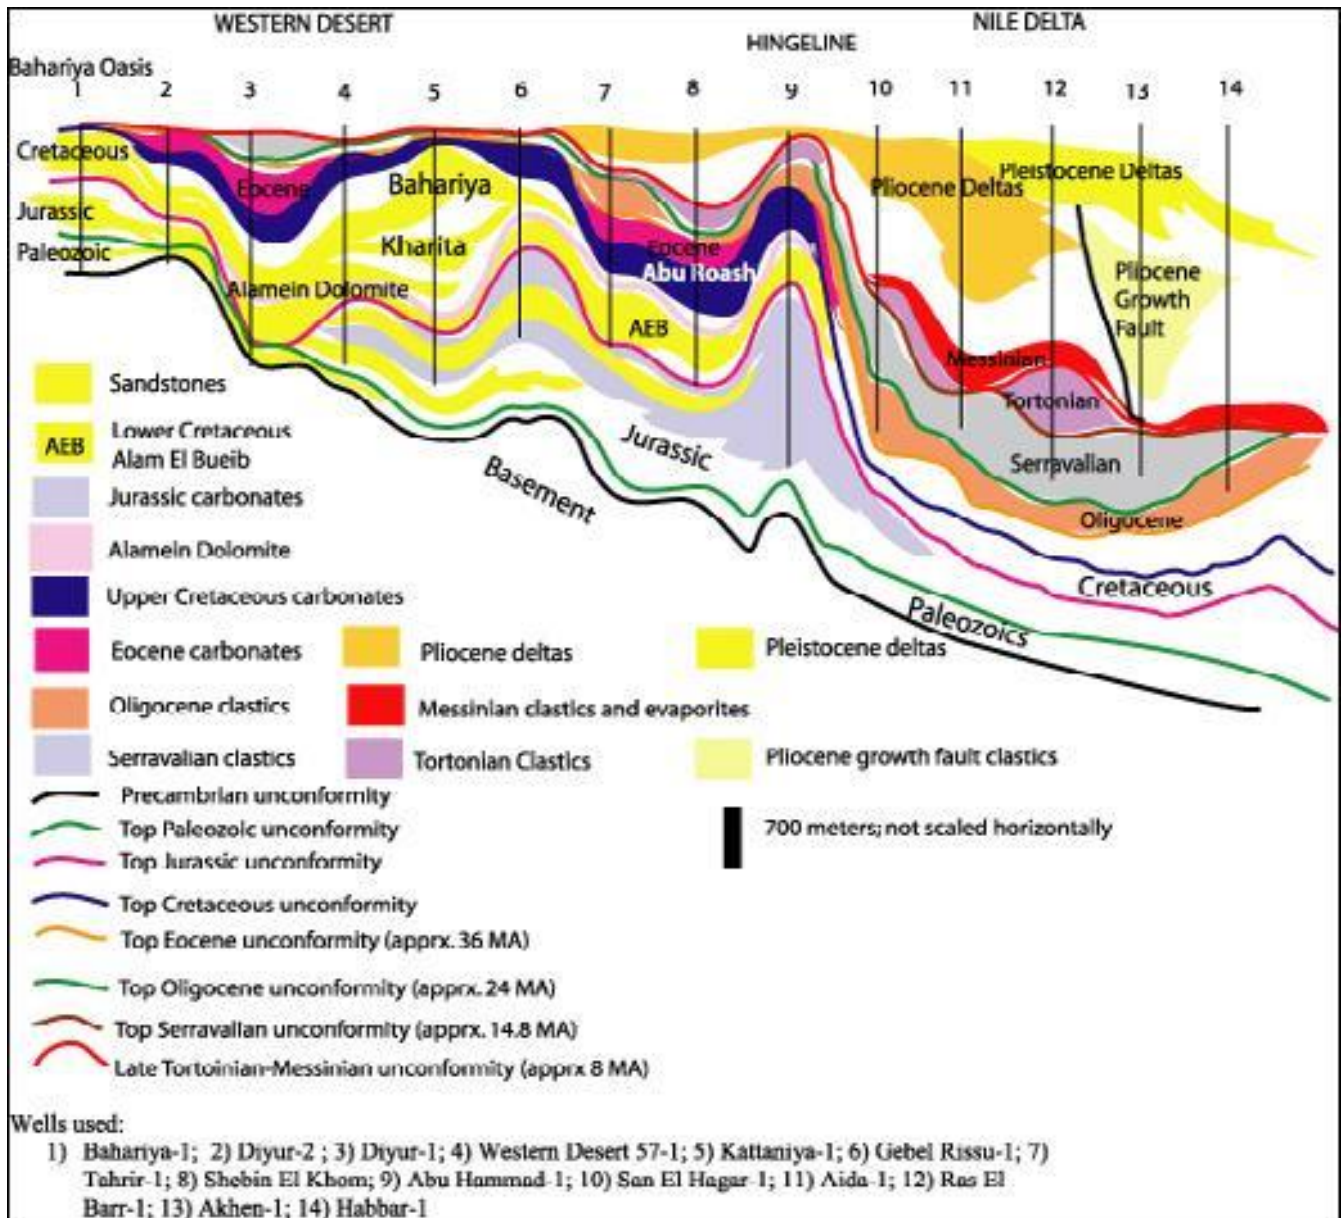 WESTERN DESERT
NILE DELTA
HINGELINE
Bahariya Oasis
1 2 3 4 5 6 7 8 9 10 11 12 13 14
Cretaceous
Jurassic
Paleozoic
Eocene
Bahariya
Kharita
Alamein Dolomite
Eocene
Abu Roash
AEB
Pliocene Deltas
Pleistocene Deltas
Pliocene
Growth
Fault
Messinian
Tortonian
Serravallian
Oligocene
Jurassic
Basement
Cretaceous
Paleozoics
Sandstones
AEB Lower Cretaceous
Alam El Bueib
Jurassic carbonates
Alamein Dolomite
Upper Cretaceous carbonates
Eocene carbonates
Pliocene deltas
Pleistocene deltas
Oligocene clastics
Messinian clastics and evaporites
Serravalian clastics
Tortonian Clastics
Pliocene growth fault clastics
Precambrian unconformity
Top Paleozoic unconformity
700 meters; not scaled horizontally
Top Jurassic unconformity
Top Cretaceous unconformity
Top Eocene unconformity (apprx. 36 MA)
Top Oligocene unconformity (apprx. 24 MA)
Top Serravallan unconformity (apprx. 14.8 MA)
Late Tortoinian-Messinian unconformity (apprx 8 MA)
Wells used:
1) Bahariya-1; 2) Diyur-2 ; 3) Diyur-1; 4) Western Desert 57-1; 5) Kattaniya-1; 6) Gebel Rissu-1; 7)
Tahrir-1; 8) Shebin El Khom; 9) Abu Hammad-1; 10) San El Hagar-1; 11) Aida-1; 12) Ras El
Barr-1; 13) Akhen-1; 14) Habbar-1